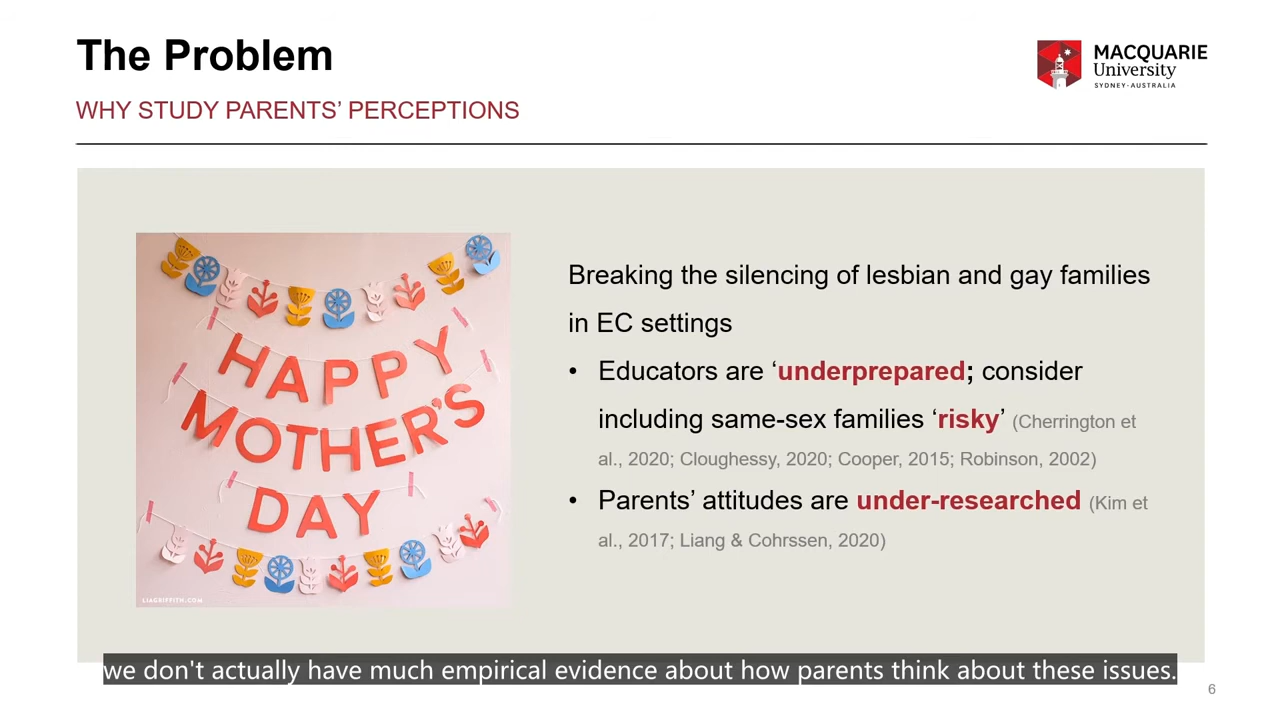 The Problem
WHY STUDY PARENTS’ PERCEPTIONS
MACQUARIE
University
SYDNEY·AUSTRALIA
HAPPY
MOTHER'S
DAY
LIAGRIFFITH.COM
Breaking the silencing of lesbian and gay families
in EC settings
• Educators are ‘underprepared; consider
including same-sex families ‘risky’ (Cherrington et
al., 2020; Cloughessy, 2020; Cooper, 2015; Robinson, 2002)
• Parents’ attitudes are under-researched (Kim et
al., 2017; Liang & Cohrssen, 2020)
we don't actually have much empirical evidence about how parents think about these issues.
6